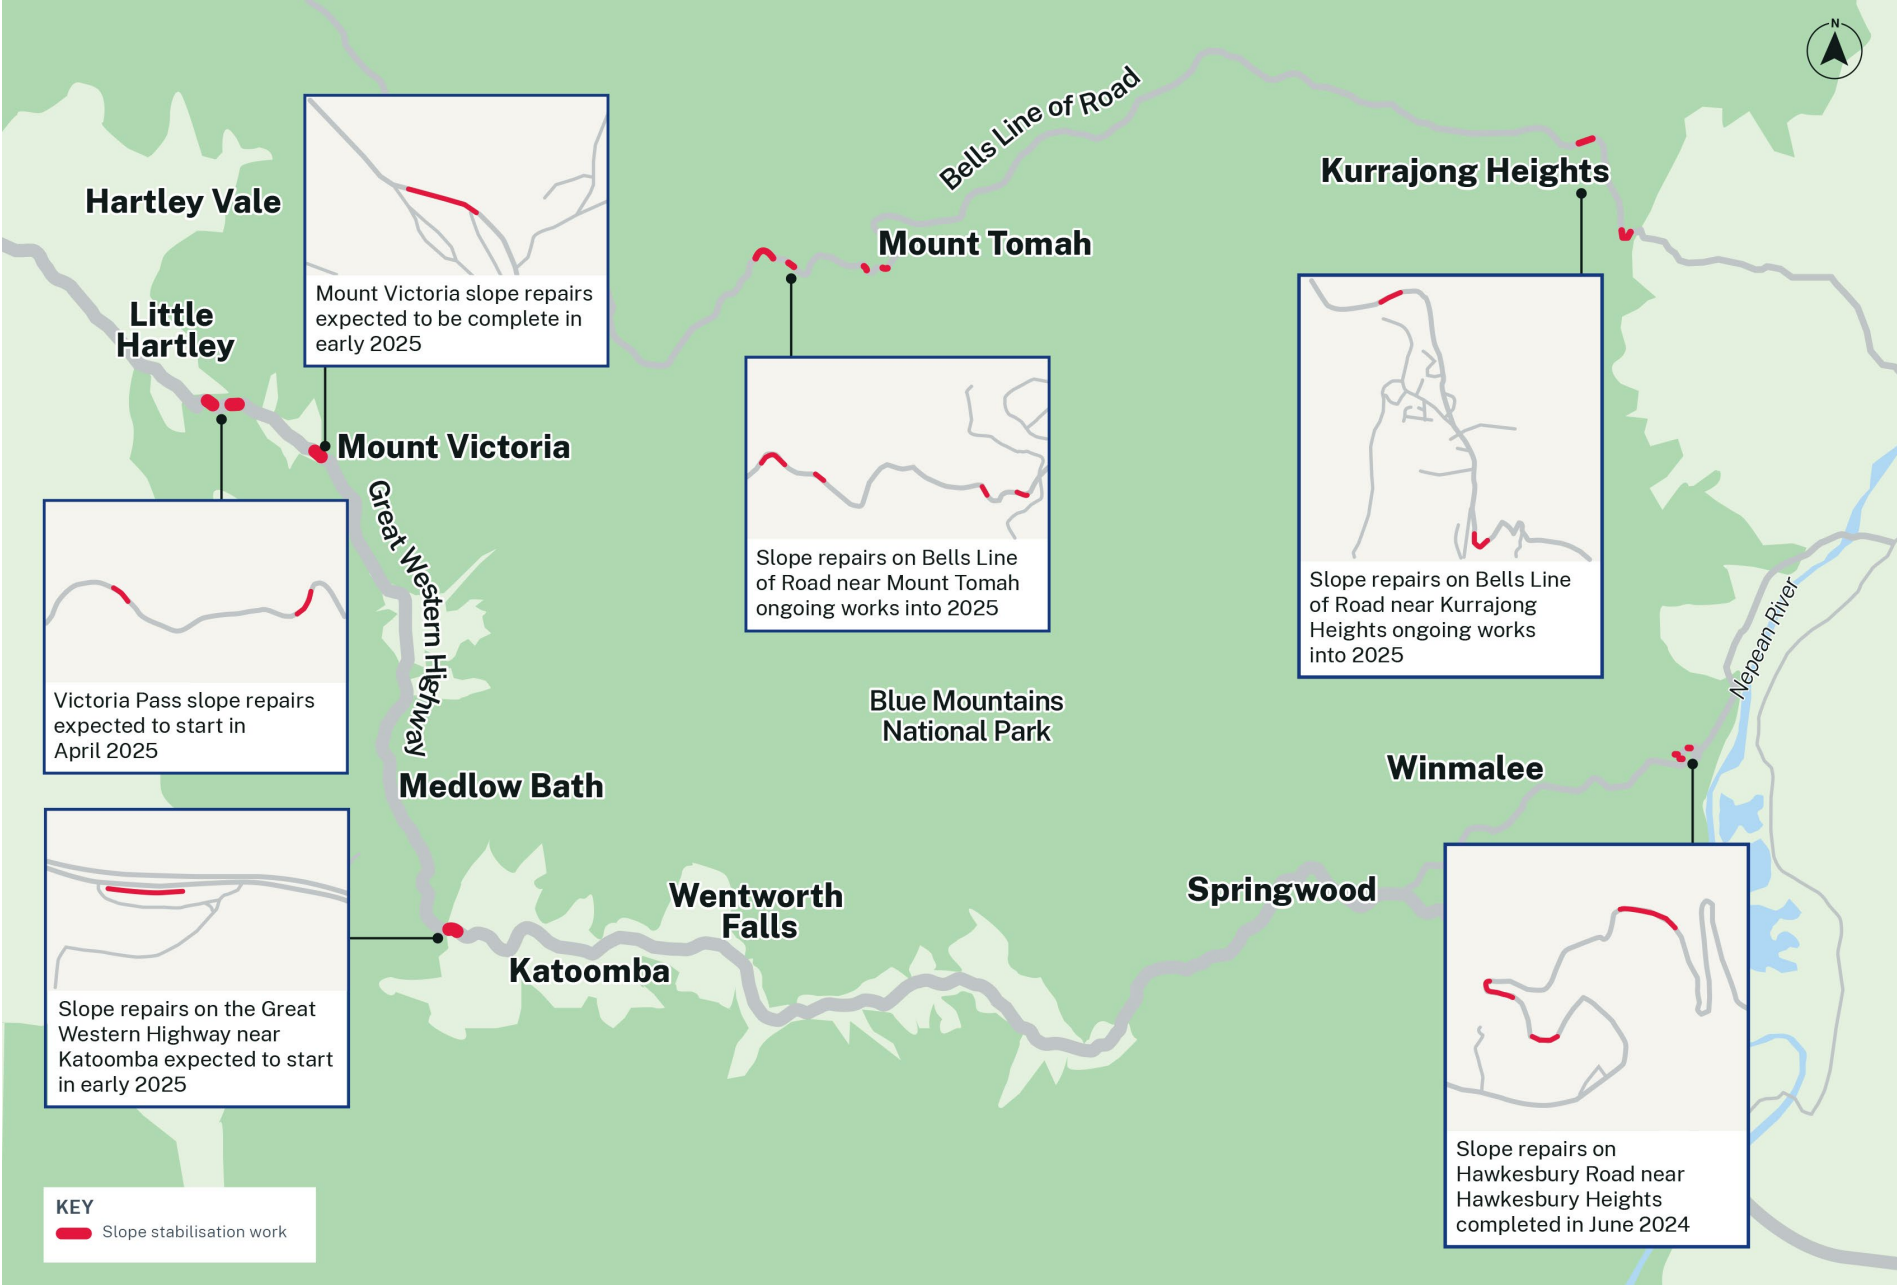 N
Bells Line of Road
Kurrajong Heights
Hartley Vale
Mount Tomah
Mount Victoria slope repairs
expected to be complete in
early 2025
Little
Hartley
Mount Victoria
Great Western Highway
Slope repairs on Bells Line
of Road near Mount Tomah
ongoing works into 2025
Slope repairs on Bells Line
of Road near Kurrajong
Heights ongoing works
into 2025
Nepean River
Victoria Pass slope repairs
expected to start in
April 2025
Blue Mountains
National Park
Medlow Bath
Winmalee
Wentworth
Falls
Springwood
Katoomba
Slope repairs on the Great
Western Highway near
Katoomba expected to start
in early 2025
Slope repairs on
Hawkesbury Road near
Hawkesbury Heights
completed in June 2024
KEY
Slope stabilisation work